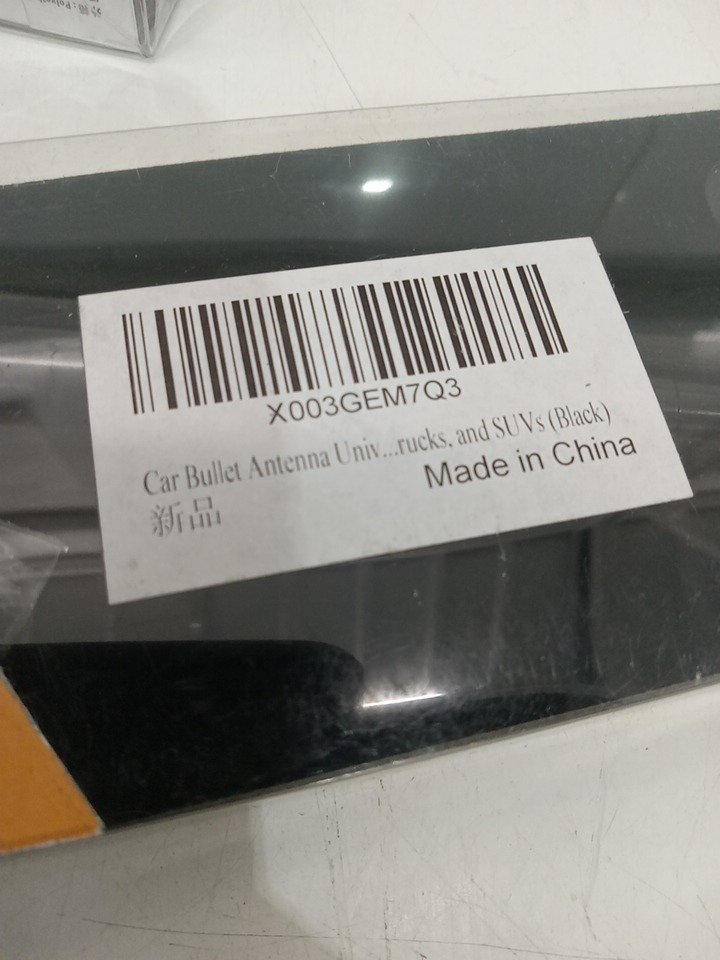 X003GEM7Q3
Car Bullet Antenna Univ...rucks, and SUVs (Black)
新品
Made in China